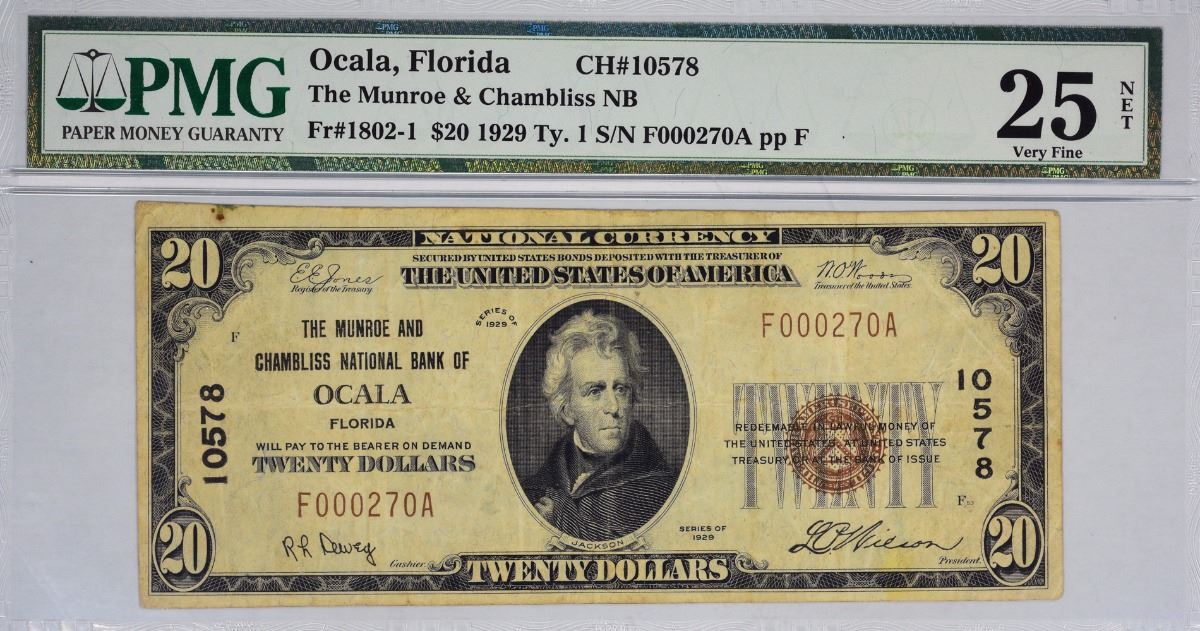 PMG
PAPER MONEY GUARANTY
Ocala, Florida CH#10578
The Munroe & Chambliss NB
Fr#1802-1 $20 1929 Ty. 1 S/N F000270A pp F
25
NET
Very Fine
NATIONAL CURRENCY
SECURED BY UNITED STATES BONDS DEPOSITED WITH THE TREASURER OF
THE UNITED STATES OF AMERICA
20
20
E.E. Jones
Register of the Treasury.
W.O. Woods
Treasurer of the United States.
SERIES OF
1929
F
THE MUNROE AND
CHAMBLISS NATIONAL BANK OF
OCALA
FLORIDA
WILL PAY TO THE BEARER ON DEMAND
TWENTY DOLLARS
10578
F000270A
F000270A
10578
TWENTY
REDEEMABLE IN LAWFUL MONEY OF
THE UNITED STATES AT UNITED STATES
TREASURY OR AT THE BANK OF ISSUE
F53
JACKSON
SERIES OF
1929
R L Dewey
Cashier.
President.
20
TWENTY DOLLARS
20